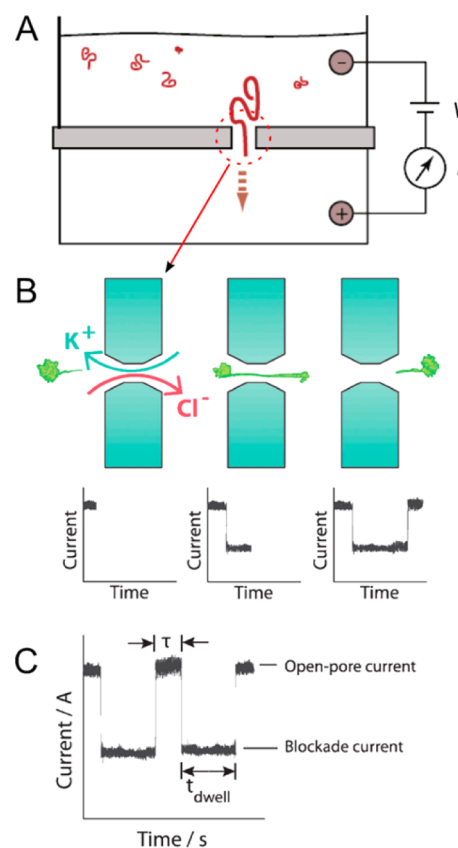 A
−
V
+
B
K+
Cl-
Current
Time
Current
Time
Current
Time
C
τ
Open-pore current
Blockade current
tdwell
Current / A
Time / s